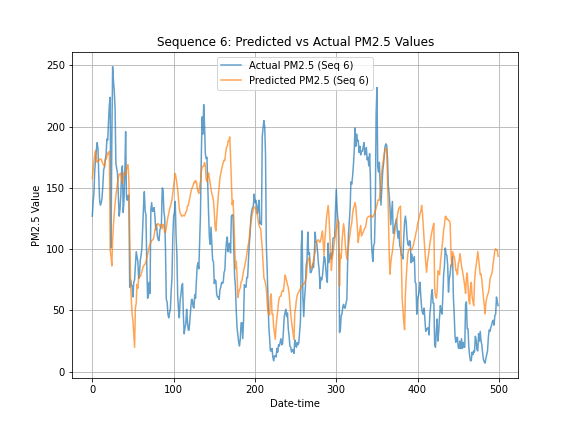 Sequence 6: Predicted vs Actual PM2.5 Values
Actual PM2.5 (Seq 6)
Predicted PM2.5 (Seq 6)
250
200
150
100
50
0
PM2.5 Value
0 100 200 300 400 500
Date-time